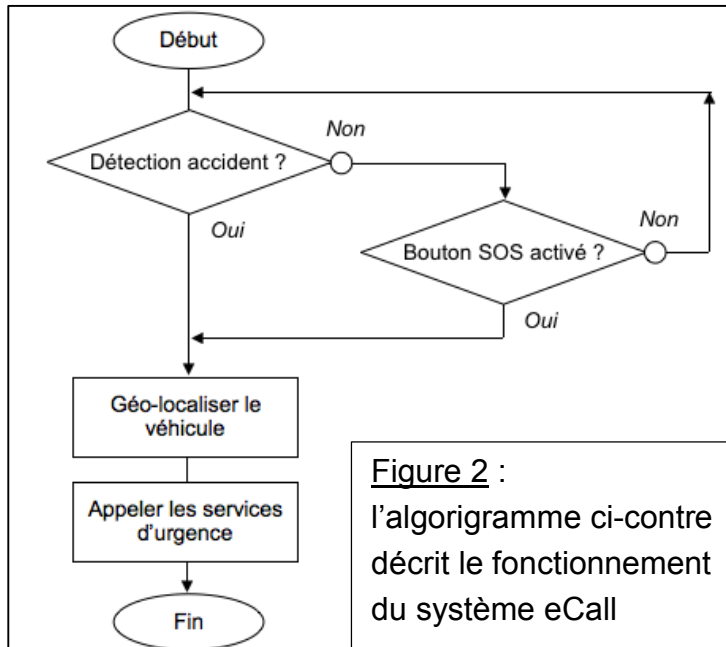 Début
Non
Détection accident ?
Oui
Non
Bouton SOS activé ?
Oui
Géo-localiser le
véhicule
Appeler les services
d'urgence
Fin
Figure 2 :
l'algorigramme ci-contre
décrit le fonctionnement
du système eCall